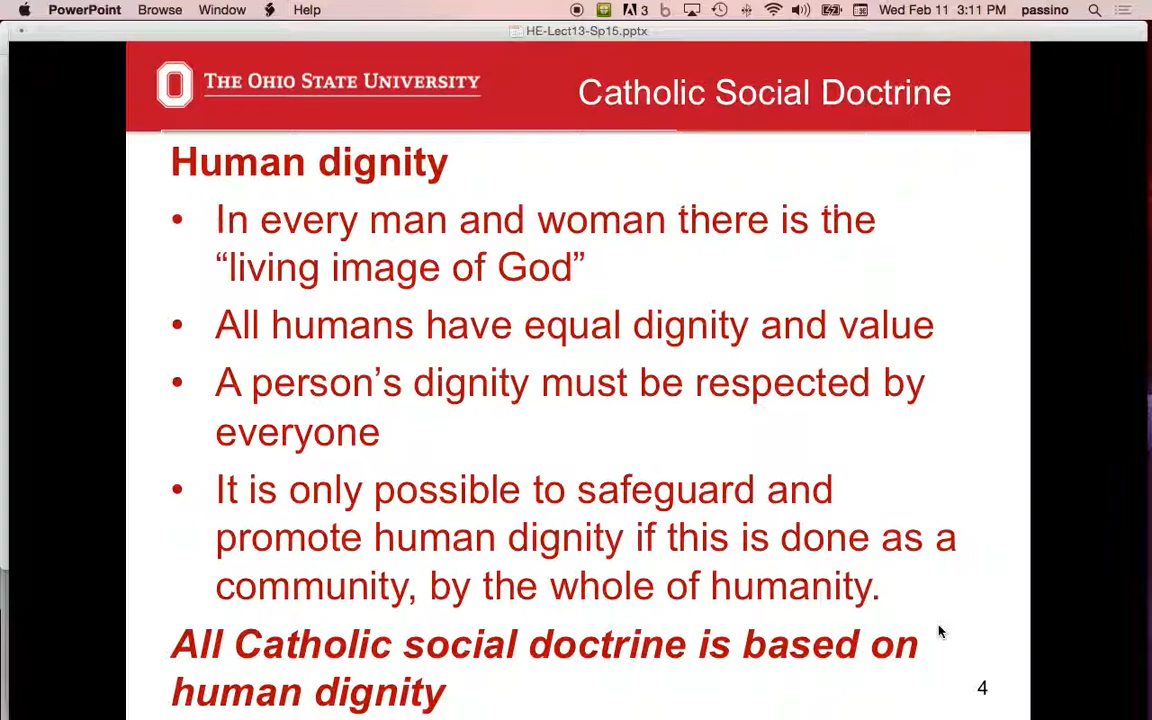 PowerPoint Browse Window Help 3 Wed Feb 11 3:11 PM passino
HE-Lect13-Sp15.pptx
THE OHIO STATE UNIVERSITY
Catholic Social Doctrine
Human dignity
• In every man and woman there is the
“living image of God”
• All humans have equal dignity and value
• A person’s dignity must be respected by
everyone
• It is only possible to safeguard and
promote human dignity if this is done as a
community, by the whole of humanity.
All Catholic social doctrine is based on
human dignity
4